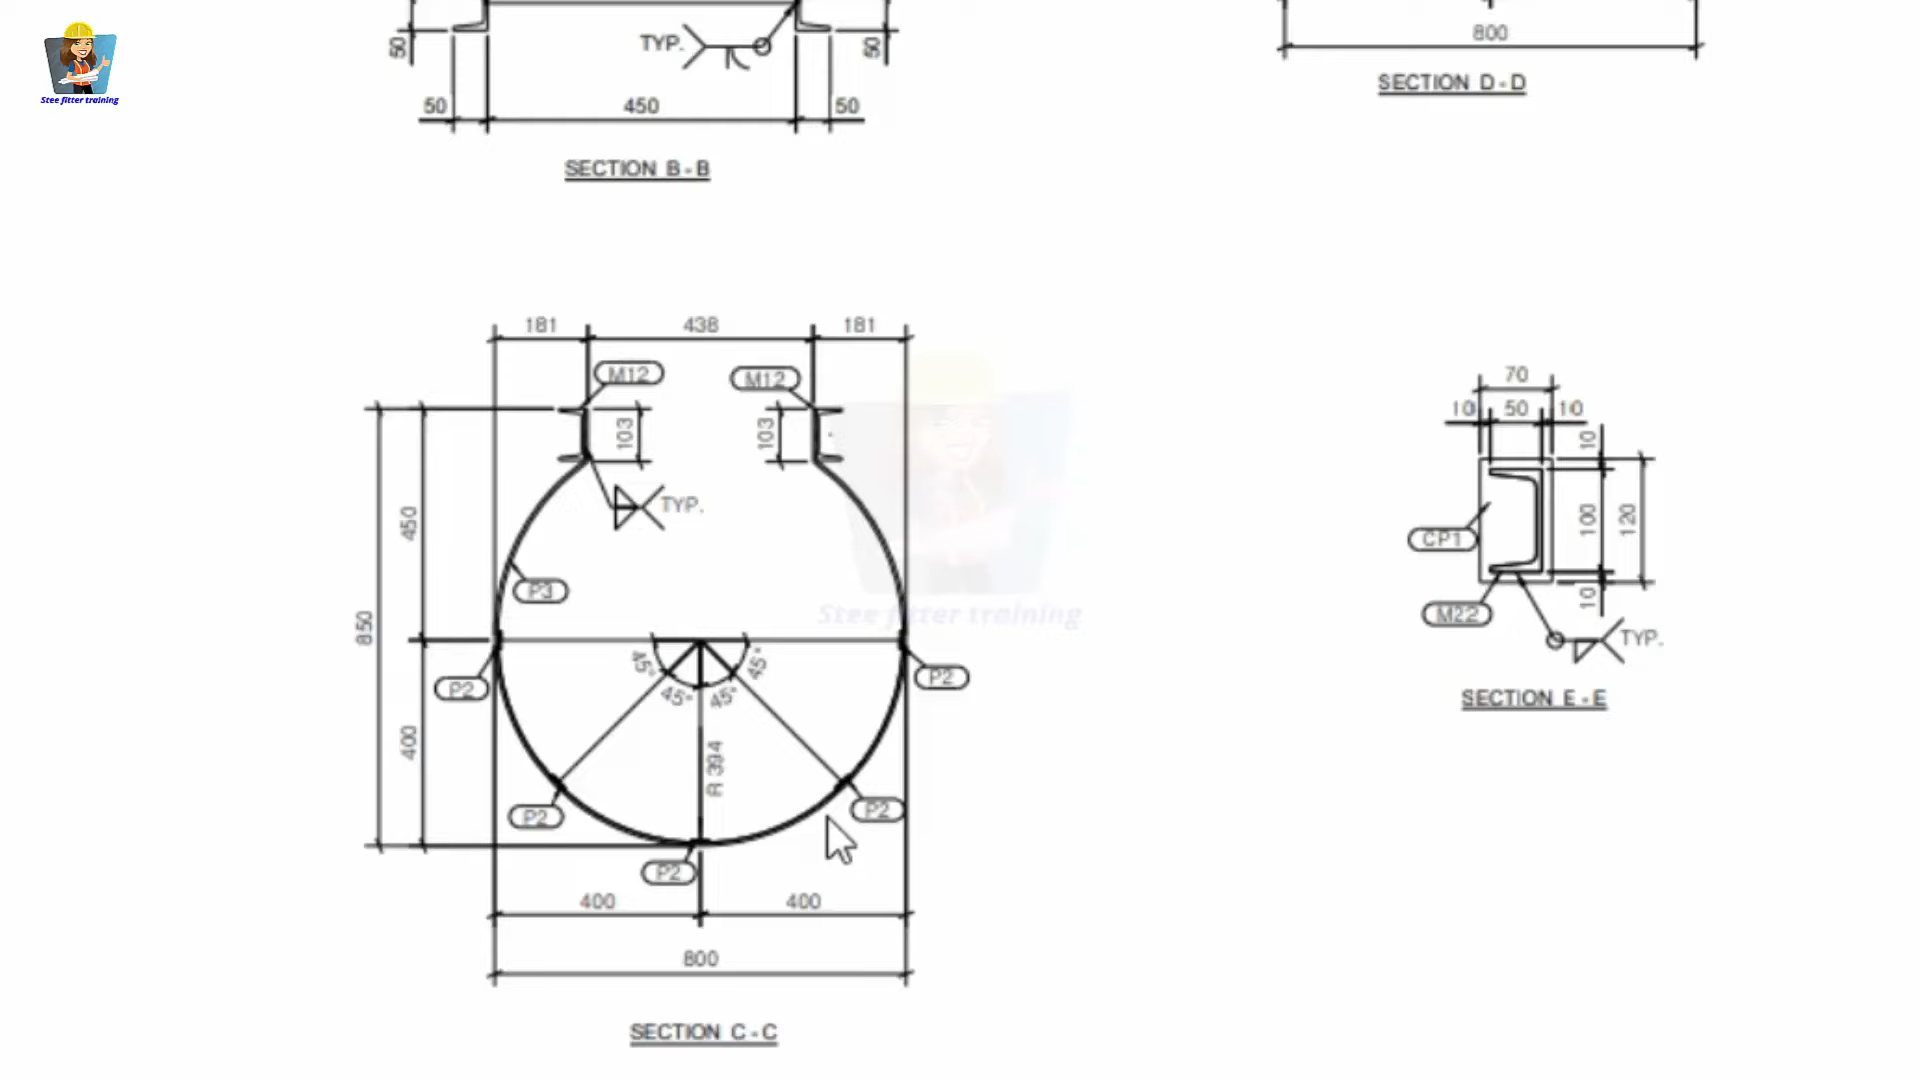 Stee fitter training
50
TYP.
50
50
450
50
SECTION B - B
800
SECTION D - D
181
438
181
M12
M12
103
103
TYP.
450
P3
850
45°
45°
45°
45°
P2
P2
400
R 394
P2
P2
P2
400
400
800
SECTION C - C
Stee fitter training
70
10
50
10
10
100
120
CP1
10
M22
TYP.
SECTION E - E